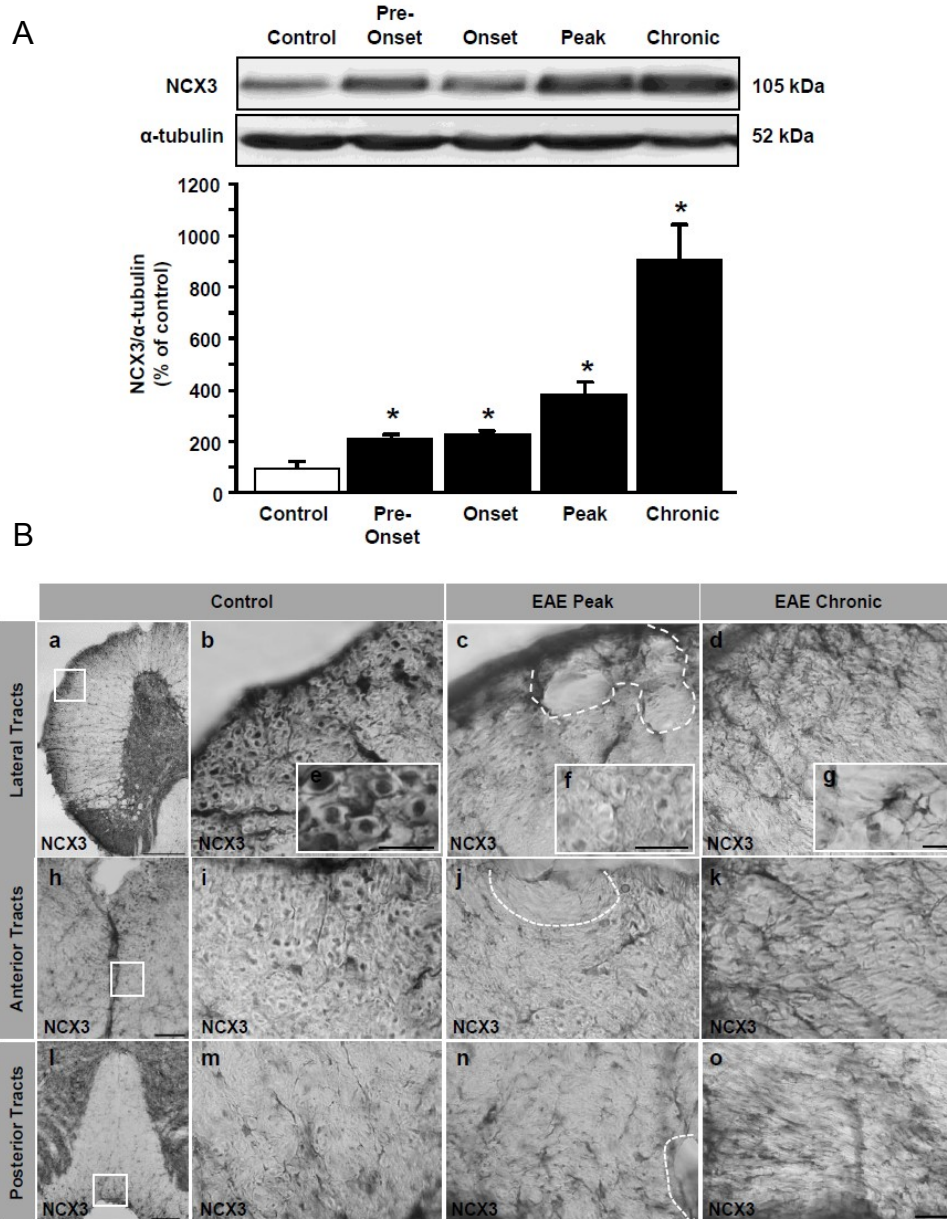 A
Control
Pre-
Onset
Onset
Peak
Chronic
NCX3
105 kDa
α-tubulin
52 kDa
1200
1000
800
600
400
200
0
NCX3/α-tubulin
(% of control)
*
*
*
*
Control
Pre-
Onset
Onset
Peak
Chronic
B
Control
EAE Peak
EAE Chronic
Lateral Tracts
a
NCX3
b
e
c
f
d
g
NCX3
NCX3
NCX3
Anterior Tracts
h
NCX3
i
NCX3
j
NCX3
k
NCX3
Posterior Tracts
l
NCX3
m
NCX3
n
NCX3
o
NCX3